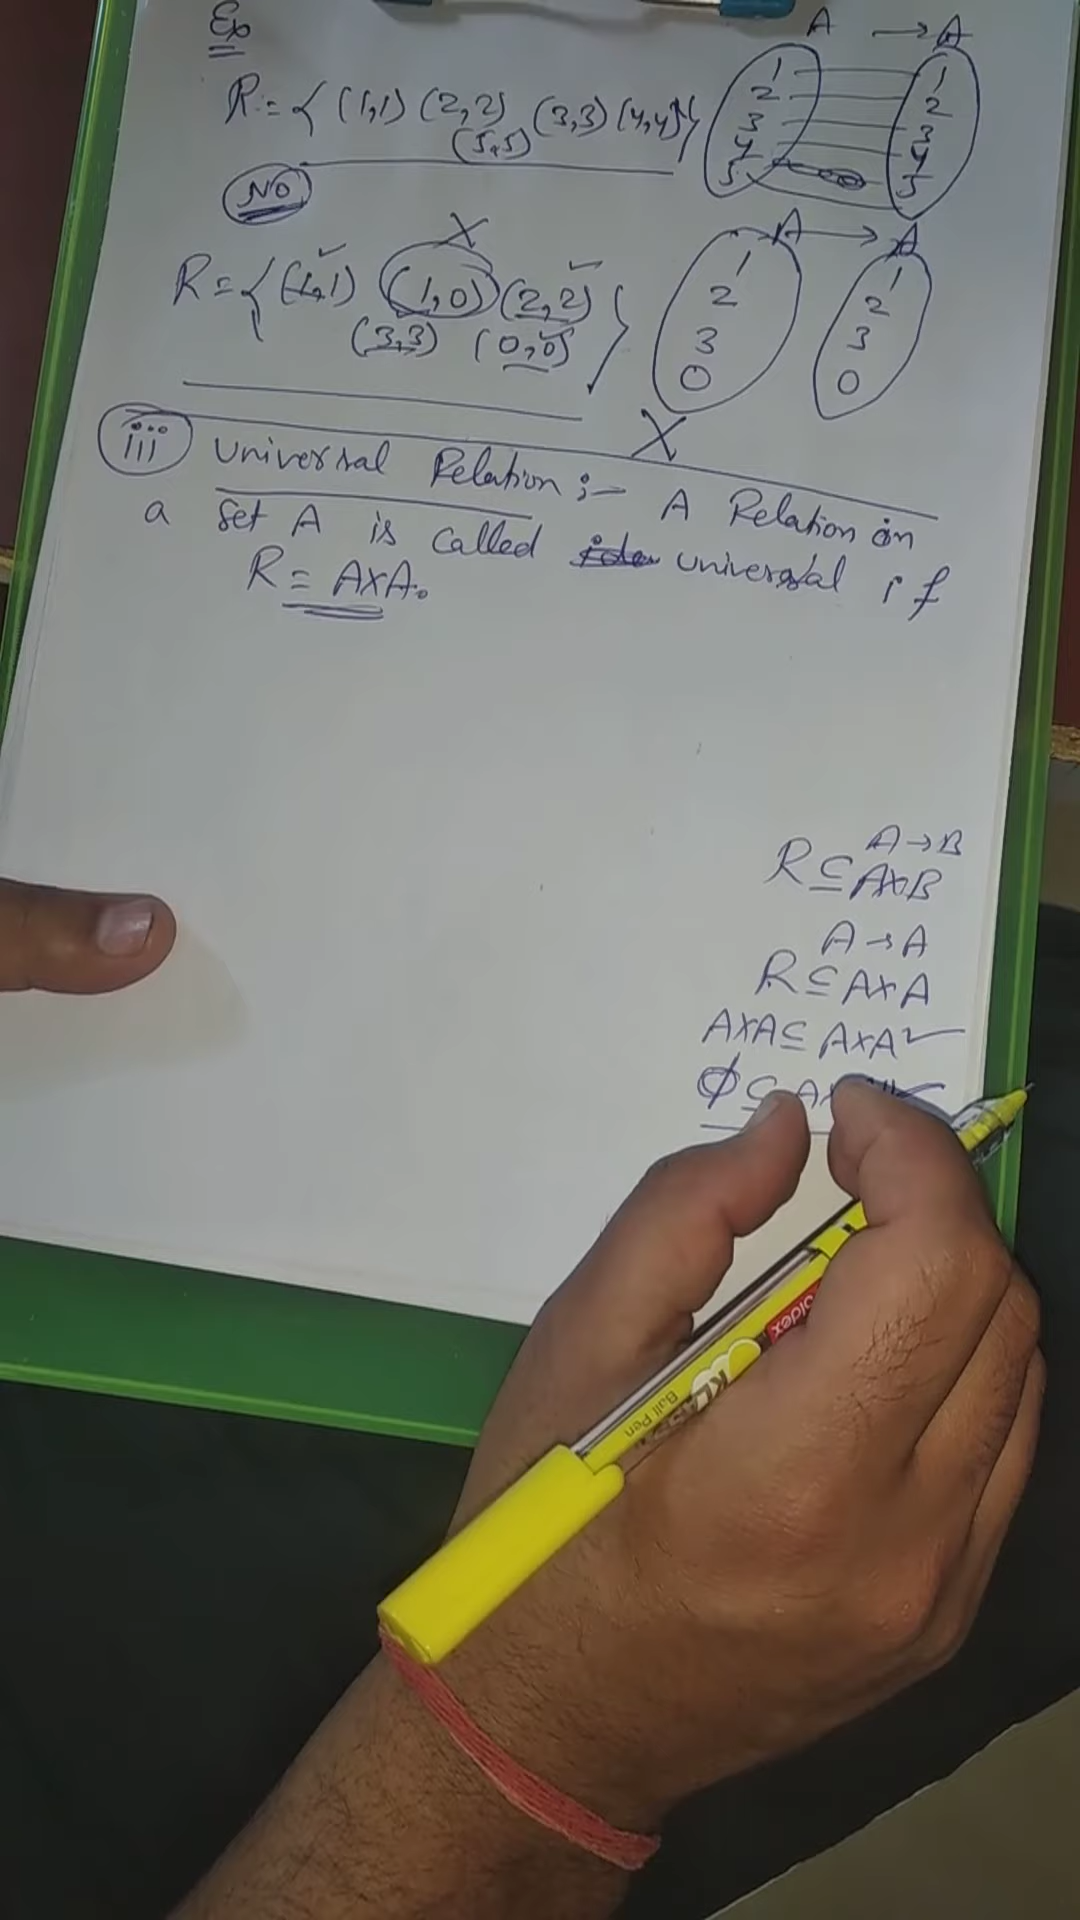 Ex
A → A
R = { (1,1) (2,2) (3,3) (4,4) }
(5,5)
1 1
2 2
3 3
4 4
5 5
NO
X
A → A
R = { (1,1) (1,0) (2,2) }
(3,3) (0,0)
1 1
2 2
3 3
0 0
X
iii Universal Relation :- A Relation in
a set A is called universal if
R = A×A.
A → B
R ⊆ A×B
A → A
R ⊆ A×A
A×A ⊆ A×A ✓
ϕ ⊆ A×
KLASSY
Ball Pen